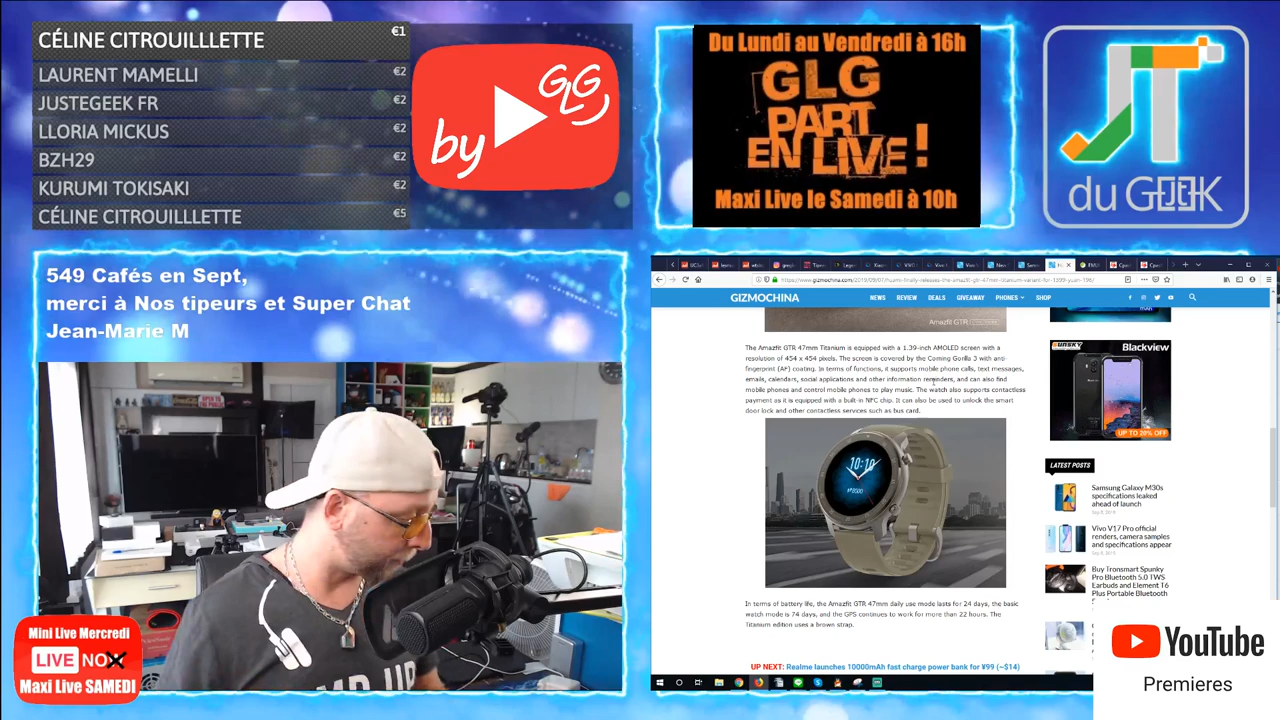 CÉLINE CITROUILLLETTE €1
LAURENT MAMELLI €2
JUSTEGEEK FR €2
LLORIA MICKUS €2
BZH29 €2
KURUMI TOKISAKI €2
CÉLINE CITROUILLLETTE €5
by GLG
Du Lundi au Vendredi à 16h
GLG
PART
EN LIVE !
Maxi Live le Samedi à 10h
JT
du GEEK
549 Cafés en Sept,
merci à Nos tipeurs et Super Chat
Jean-Marie M
Mini Live Mercredi
LIVE NOW
Maxi Live SAMEDI
GIZMOCHINA
NEWS REVIEW DEALS GIVEAWAY PHONES SHOP
Amazfit GTR
The Amazfit GTR 47mm Titanium is equipped with a 1.39-inch AMOLED screen with a
resolution of 454 x 454 pixels. The screen is covered by the Corning Gorilla 3 with anti-
fingerprint (AF) coating. In terms of functions, it supports mobile phone calls, text messages,
emails, calendars, social applications and other information reminders, and can also find
mobile phones and control mobile phones to play music. The watch also supports contactless
payment as it is equipped with a built-in NFC chip. It can also be used to unlock the smart
door lock and other contactless services such as bus card.
10:10
In terms of battery life, the Amazfit GTR 47mm daily use mode lasts for 24 days, the basic
watch mode is 74 days, and the GPS continues to work for more than 22 hours. The
Titanium edition uses a brown strap.
UP NEXT: Realme launches 10000mAh fast charge power bank for ¥99 (~$14)
Blackview
UP TO 20% OFF
LATEST POSTS
Samsung Galaxy M30s
specifications leaked
ahead of launch
Vivo V17 Pro official
renders, camera samples
and specifications appear
Buy Tronsmart Spunky
Pro Bluetooth 5.0 TWS
Earbuds and Element T6
Plus Portable Bluetooth
YouTube
Premieres